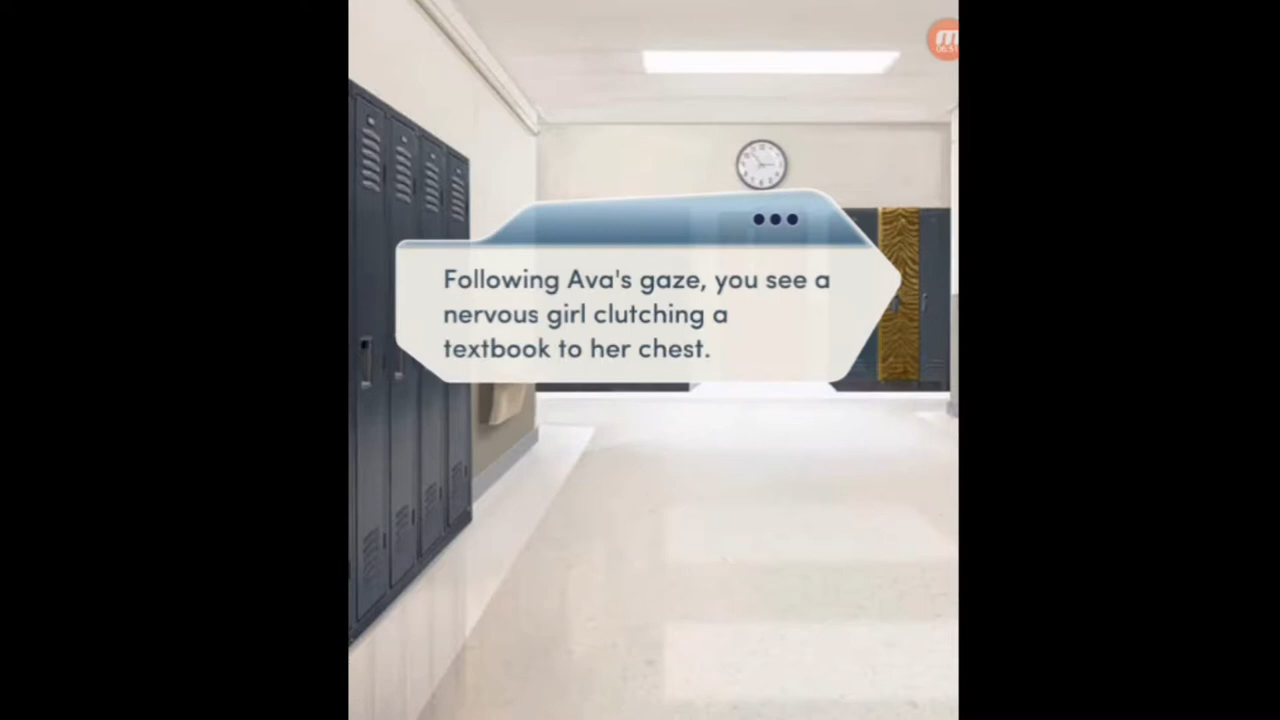 Following Ava's gaze, you see a
nervous girl clutching a
textbook to her chest.